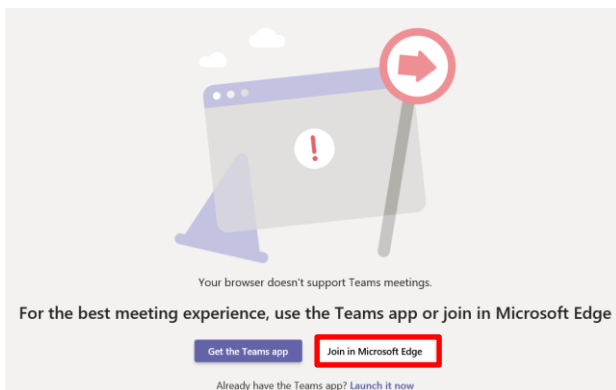 Your browser doesn't support Teams meetings.
For the best meeting experience, use the Teams app or join in Microsoft Edge
Get the Teams app
Join in Microsoft Edge
Already have the Teams app? Launch it now